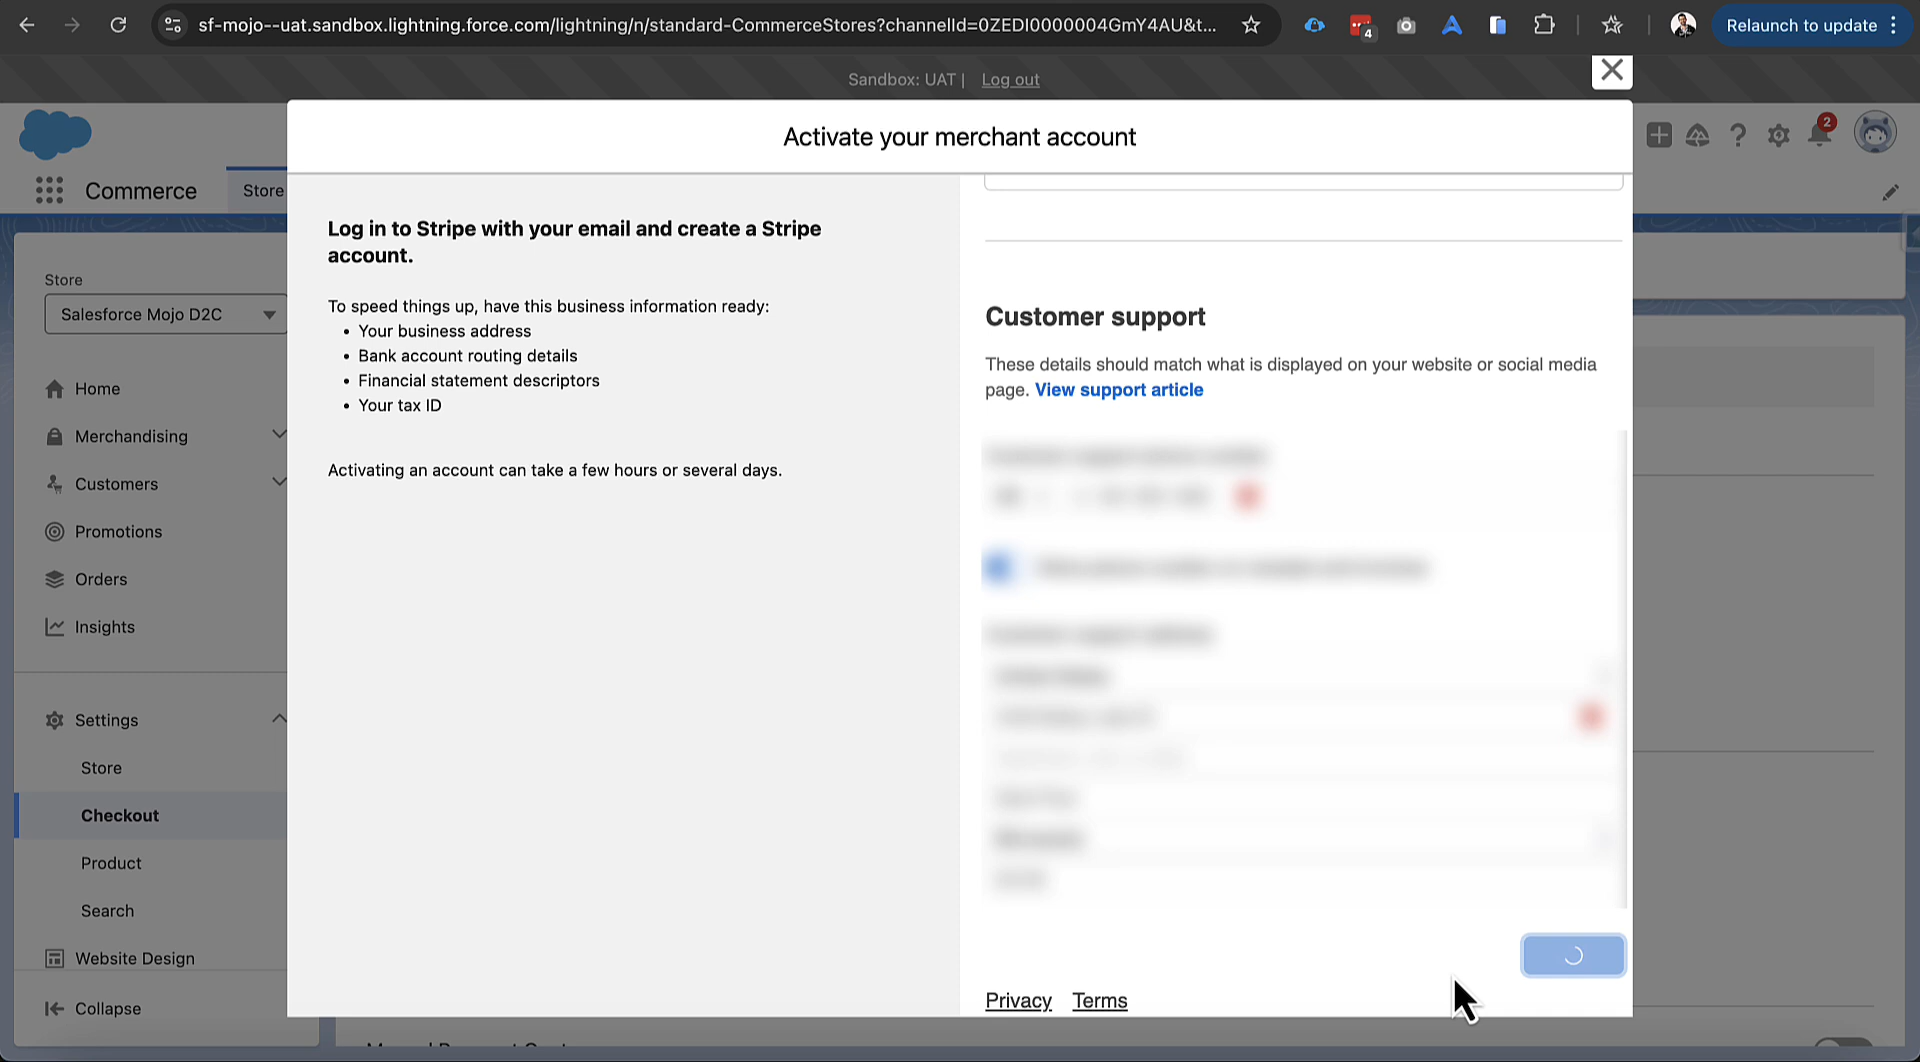 sf-mojo--uat.sandbox.lightning.force.com/lightning/n/standard-CommerceStores?channelId=0ZEDI0000004GmY4AU&t...
4
Relaunch to update
Sandbox: UAT |
Log out
Activate your merchant account
2
Commerce
Store
Log in to Stripe with your email and create a Stripe
account.
To speed things up, have this business information ready:
• Your business address
• Bank account routing details
• Financial statement descriptors
• Your tax ID
Activating an account can take a few hours or several days.
Customer support
These details should match what is displayed on your website or social media
page. View support article
Privacy
Terms
Store
Salesforce Mojo D2C
Home
Merchandising
Customers
Promotions
Orders
Insights
Settings
Store
Checkout
Product
Search
Website Design
Collapse